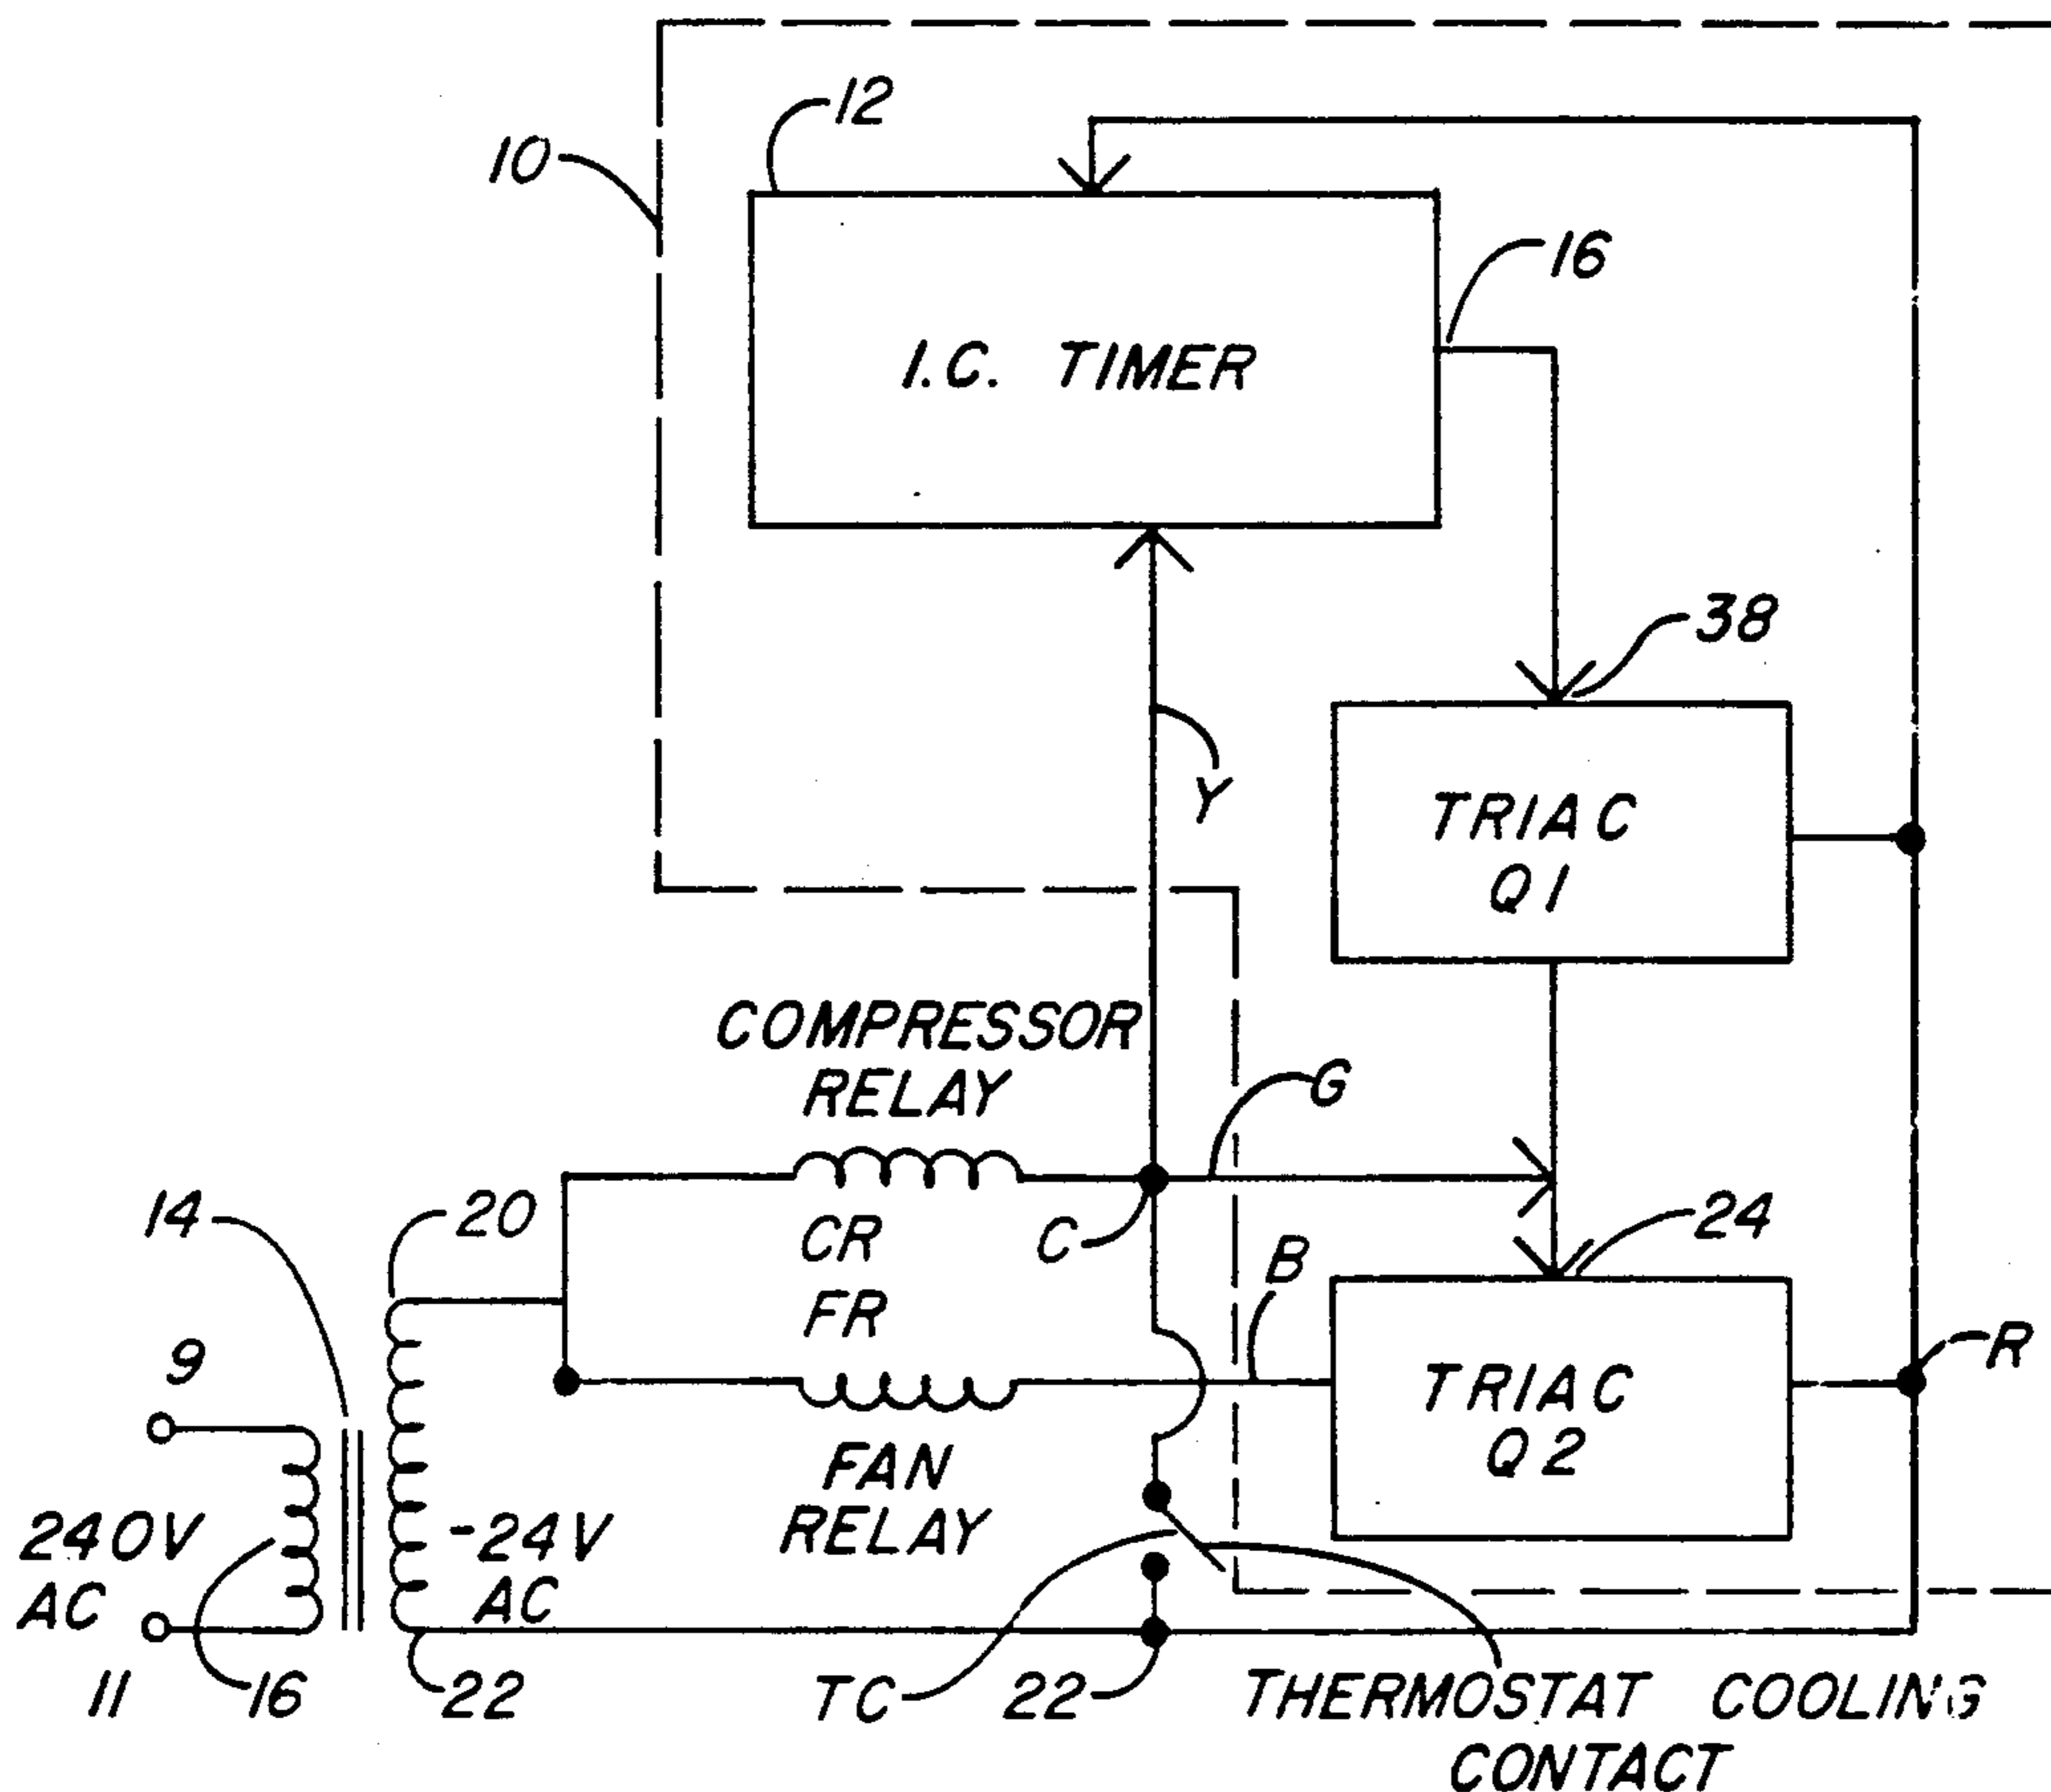 12
10
16
I.C. TIMER
38
Y
TRIAC
Q1
COMPRESSOR
RELAY
G
14
20
C
24
CR
B
FR
9
R
TRIAC
Q2
FAN
RELAY
240V
AC
-24V
AC
11
16
22
TC
22
THERMOSTAT COOLING
CONTACT